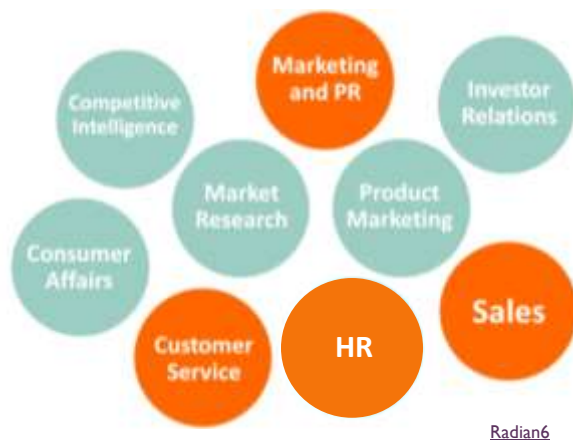 Marketing
and PR
Competitive
Intelligence
Investor
Relations
Market
Research
Product
Marketing
Consumer
Affairs
Sales
Customer
Service
HR
Radian6